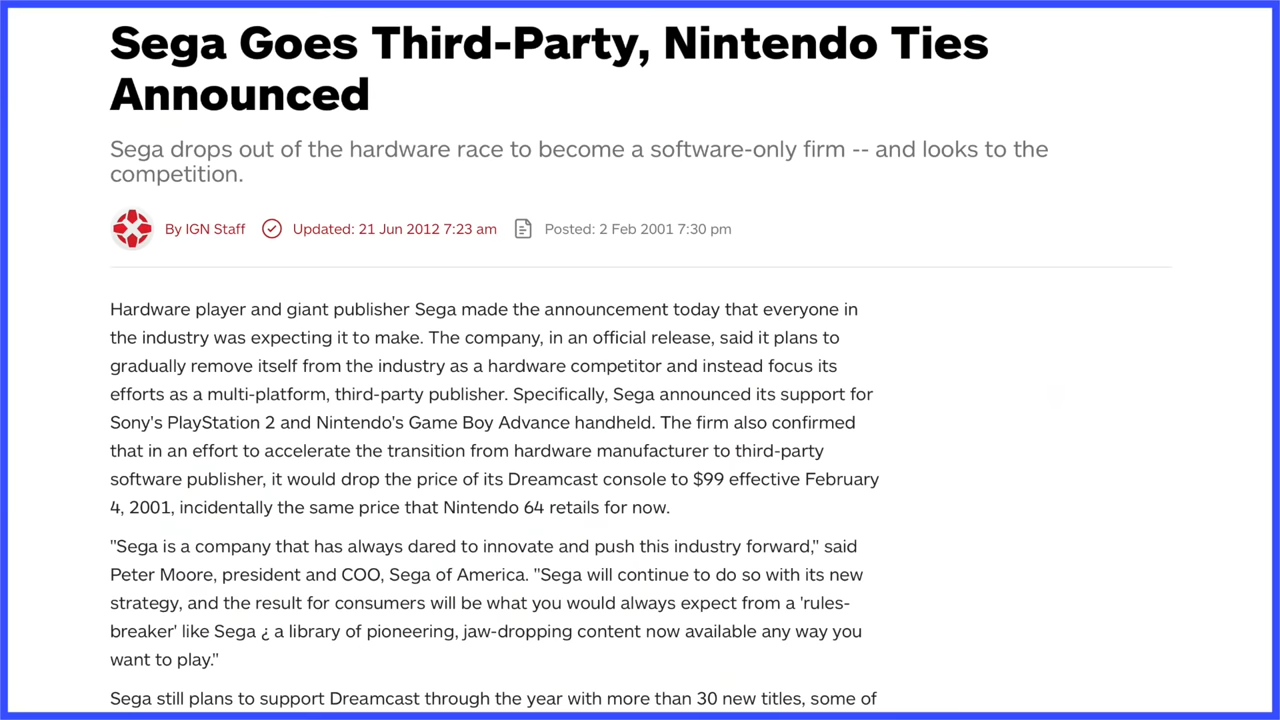 Sega Goes Third-Party, Nintendo Ties
Announced
Sega drops out of the hardware race to become a software-only firm -- and looks to the
competition.
By IGN Staff Updated: 21 Jun 2012 7:23 am Posted: 2 Feb 2001 7:30 pm
Hardware player and giant publisher Sega made the announcement today that everyone in
the industry was expecting it to make. The company, in an official release, said it plans to
gradually remove itself from the industry as a hardware competitor and instead focus its
efforts as a multi-platform, third-party publisher. Specifically, Sega announced its support for
Sony's PlayStation 2 and Nintendo's Game Boy Advance handheld. The firm also confirmed
that in an effort to accelerate the transition from hardware manufacturer to third-party
software publisher, it would drop the price of its Dreamcast console to $99 effective February
4, 2001, incidentally the same price that Nintendo 64 retails for now.
"Sega is a company that has always dared to innovate and push this industry forward," said
Peter Moore, president and COO, Sega of America. "Sega will continue to do so with its new
strategy, and the result for consumers will be what you would always expect from a 'rules-
breaker' like Sega ¿ a library of pioneering, jaw-dropping content now available any way you
want to play."
Sega still plans to support Dreamcast through the year with more than 30 new titles, some of